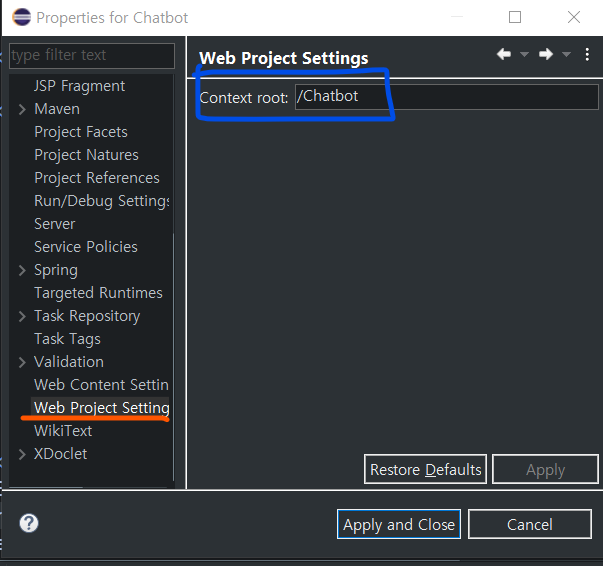 Properties for Chatbot
type filter text
JSP Fragment
Maven
Project Facets
Project Natures
Project References
Run/Debug Settings
Server
Service Policies
Spring
Targeted Runtimes
Task Repository
Task Tags
Validation
Web Content Settin
Web Project Setting
WikiText
XDoclet
Web Project Settings
Context root: /Chatbot
Restore Defaults
Apply
?
Apply and Close
Cancel